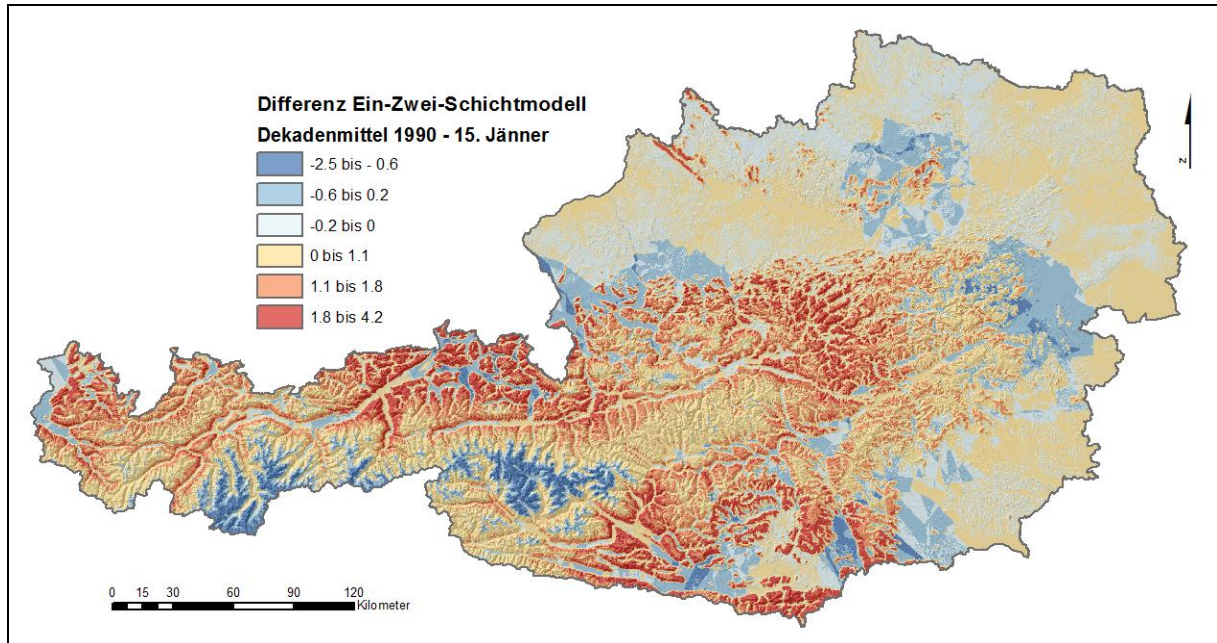 Differenz Ein-Zwei-Schichtmodell
Dekadenmittel 1990 - 15. Jänner
-2.5 bis - 0.6
-0.6 bis 0.2
-0.2 bis 0
0 bis 1.1
1.1 bis 1.8
1.8 bis 4.2
N
0 15 30 60 90 120
Kilometer